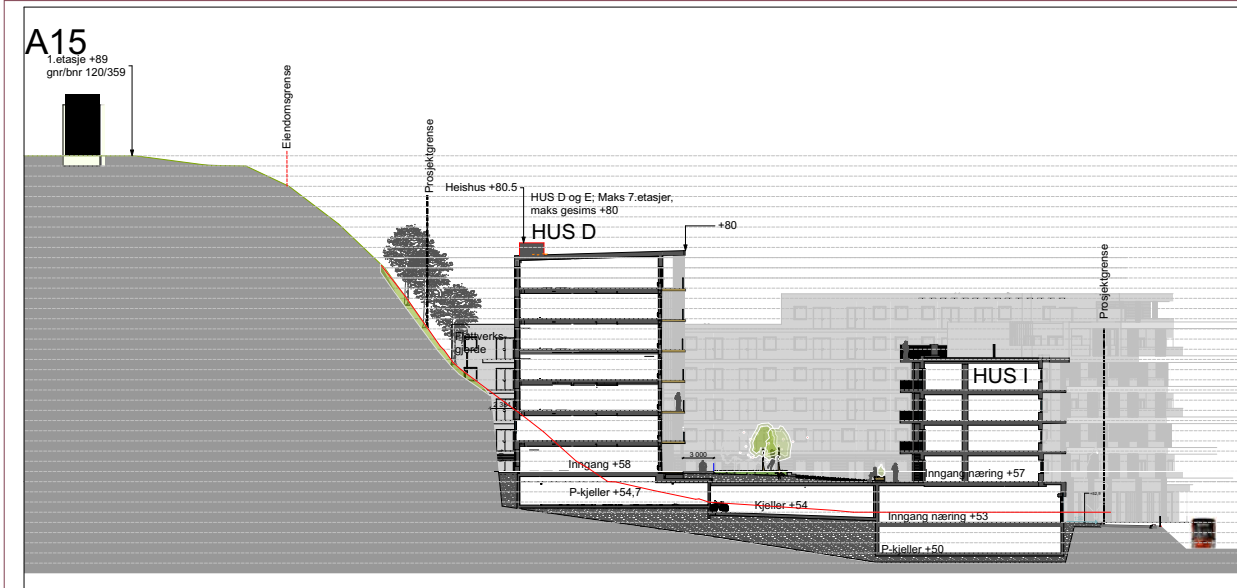 A15
1.etasje +89
gnr/bnr 120/359
Eiendomsgrense
Prosjektgrense
Heishus +80.5
HUS D og E; Maks 7.etasjer,
maks gesims +80
HUS D
+80
Prosjektgrense
gjerde
HUS I
3 000
Inngang +58
Inngang næring +57
P-kjeller +54,7
Kjeller +54
Inngang næring +53
P-kjeller +50